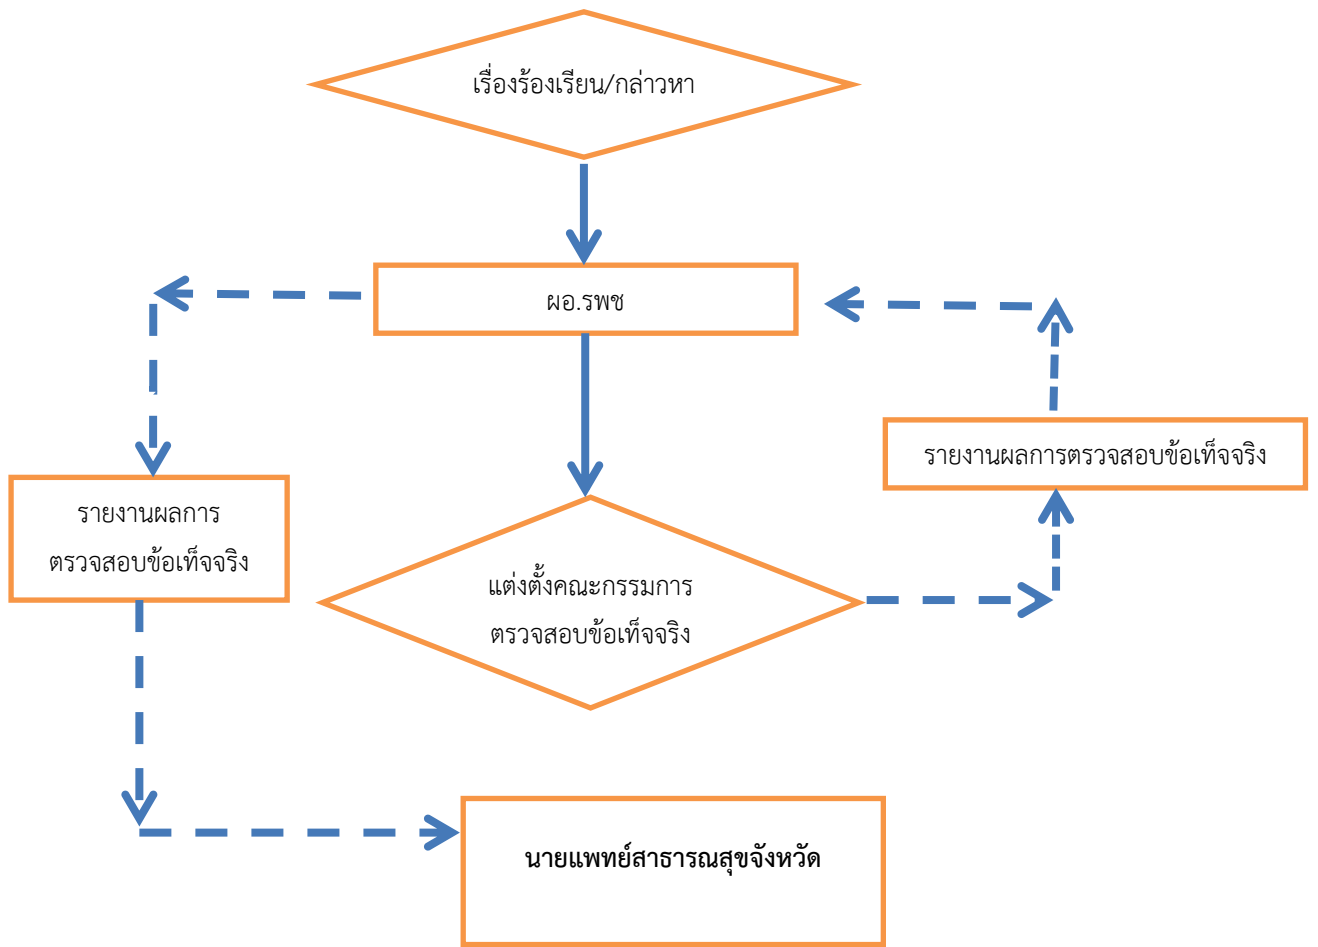 เรื่องร้องเรียน/กล่าวหา
ผอ.รพช
รายงานผลการตรวจสอบข้อเท็จจริง
รายงานผลการ
ตรวจสอบข้อเท็จจริง
แต่งตั้งคณะกรรมการ
ตรวจสอบข้อเท็จจริง
นายแพทย์สาธารณสุขจังหวัด